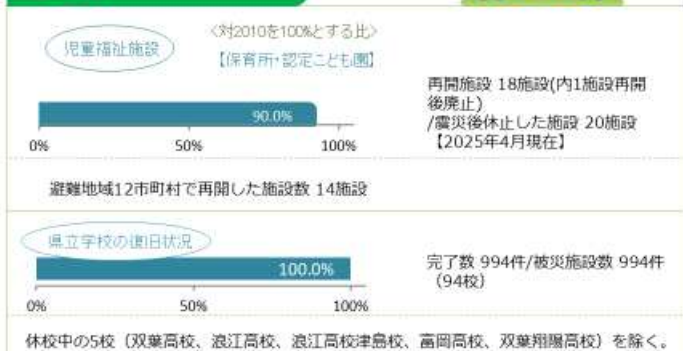 児童福祉施設
〈対2010を100%とする比〉
【保育所・認定こども園】
90.0%
0% 50% 100%
再開施設 18施設(内1施設再開
後廃止)
/震災後休止した施設 20施設
【2025年4月現在】
避難地域12市町村で再開した施設数 14施設
県立学校の復旧状況
100.0%
0% 50% 100%
完了数 994件/被災施設数 994件
（94校）
休校中の5校（双葉高校、浪江高校、浪江高校津島校、富岡高校、双葉翔陽高校）を除く。